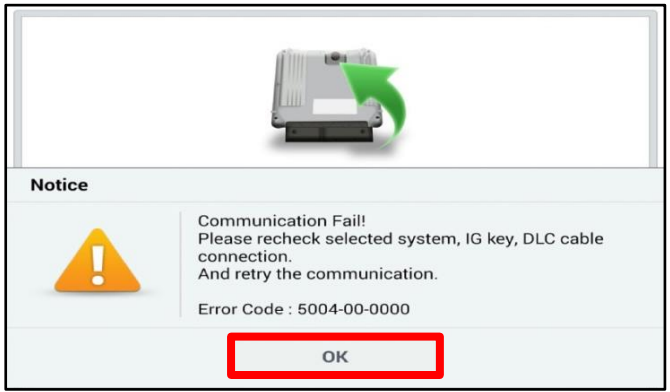 Notice
Communication Fail!
Please recheck selected system, IG key, DLC cable
connection.
And retry the communication.
Error Code : 5004-00-0000
OK